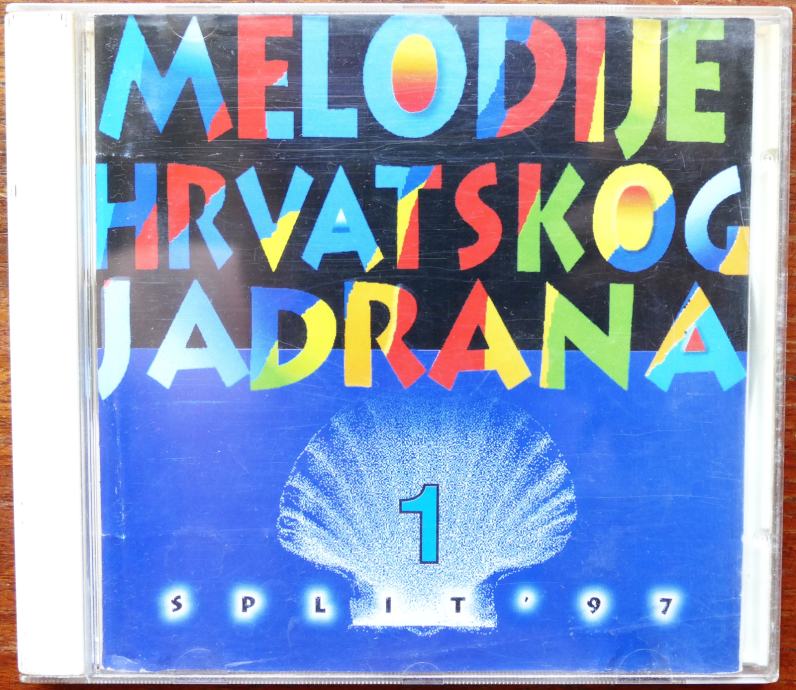 MELODIJE
HRVATSKOG
JADRANA
1
SPLIT '97